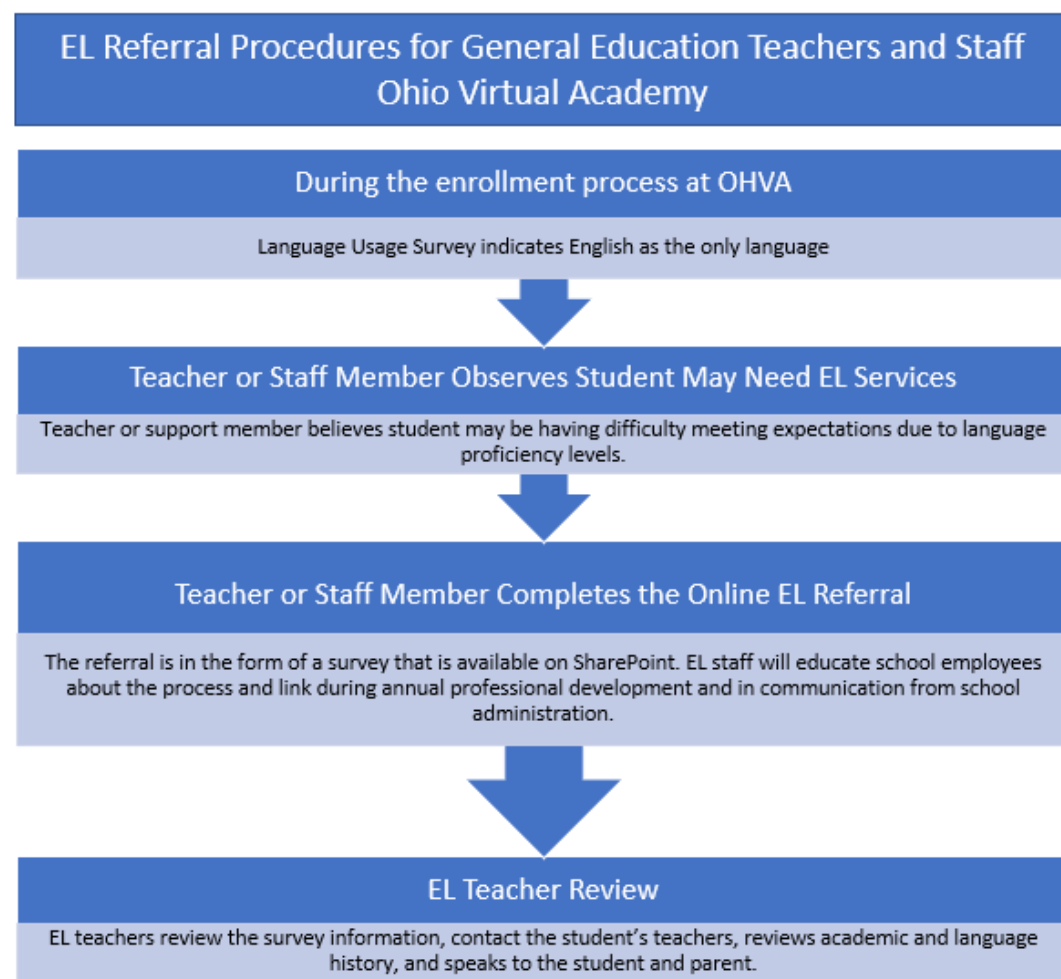 EL Referral Procedures for General Education Teachers and Staff
Ohio Virtual Academy
During the enrollment process at OHVA
Language Usage Survey indicates English as the only language
Teacher or Staff Member Observes Student May Need EL Services
Teacher or support member believes student may be having difficulty meeting expectations due to language
proficiency levels.
Teacher or Staff Member Completes the Online EL Referral
The referral is in the form of a survey that is available on SharePoint. EL staff will educate school employees
about the process and link during annual professional development and in communication from school
administration.
EL Teacher Review
EL teachers review the survey information, contact the student’s teachers, reviews academic and language
history, and speaks to the student and parent.